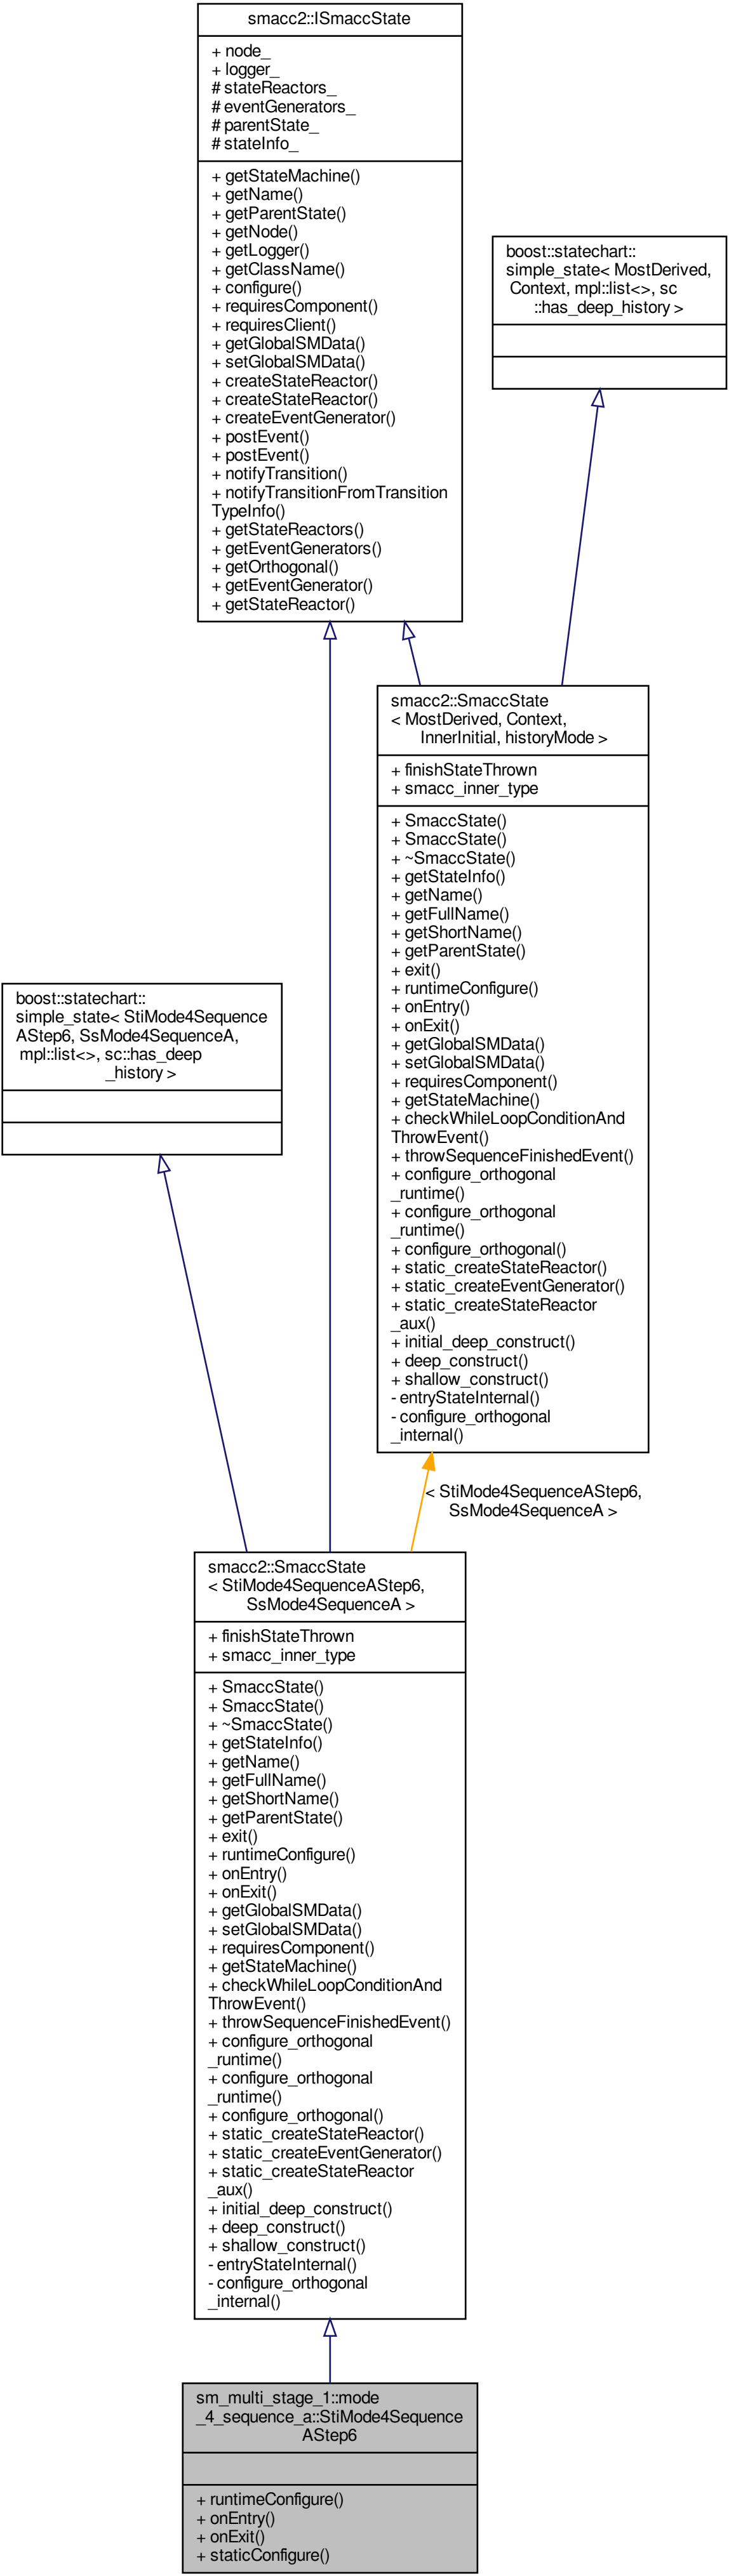 smacc2::ISmaccState
+ node_
+ logger_
# stateReactors_
# eventGenerators_
# parentState_
# stateInfo_
+ getStateMachine()
+ getName()
+ getParentState()
+ getNode()
+ getLogger()
+ getClassName()
+ configure()
+ requiresComponent()
+ requiresClient()
+ getGlobalSMData()
+ setGlobalSMData()
+ createStateReactor()
+ createStateReactor()
+ createEventGenerator()
+ postEvent()
+ postEvent()
+ notifyTransition()
+ notifyTransitionFromTransition
TypeInfo()
+ getStateReactors()
+ getEventGenerators()
+ getOrthogonal()
+ getEventGenerator()
+ getStateReactor()
boost::statechart::
simple_state< MostDerived,
Context, mpl::list<>, sc
::has_deep_history >
smacc2::SmaccState
< MostDerived, Context,
InnerInitial, historyMode >
+ finishStateThrown
+ smacc_inner_type
+ SmaccState()
+ SmaccState()
+ ~SmaccState()
+ getStateInfo()
+ getName()
+ getFullName()
+ getShortName()
+ getParentState()
+ exit()
+ runtimeConfigure()
+ onEntry()
+ onExit()
+ getGlobalSMData()
+ setGlobalSMData()
+ requiresComponent()
+ getStateMachine()
+ checkWhileLoopConditionAnd
ThrowEvent()
+ throwSequenceFinishedEvent()
+ configure_orthogonal
_runtime()
+ configure_orthogonal
_runtime()
+ configure_orthogonal()
+ static_createStateReactor()
+ static_createEventGenerator()
+ static_createStateReactor
_aux()
+ initial_deep_construct()
+ deep_construct()
+ shallow_construct()
- entryStateInternal()
- configure_orthogonal
_internal()
boost::statechart::
simple_state< StiMode4Sequence
AStep6, SsMode4SequenceA,
mpl::list<>, sc::has_deep
_history >
< StiMode4SequenceAStep6,
SsMode4SequenceA >
smacc2::SmaccState
< StiMode4SequenceAStep6,
SsMode4SequenceA >
+ finishStateThrown
+ smacc_inner_type
+ SmaccState()
+ SmaccState()
+ ~SmaccState()
+ getStateInfo()
+ getName()
+ getFullName()
+ getShortName()
+ getParentState()
+ exit()
+ runtimeConfigure()
+ onEntry()
+ onExit()
+ getGlobalSMData()
+ setGlobalSMData()
+ requiresComponent()
+ getStateMachine()
+ checkWhileLoopConditionAnd
ThrowEvent()
+ throwSequenceFinishedEvent()
+ configure_orthogonal
_runtime()
+ configure_orthogonal
_runtime()
+ configure_orthogonal()
+ static_createStateReactor()
+ static_createEventGenerator()
+ static_createStateReactor
_aux()
+ initial_deep_construct()
+ deep_construct()
+ shallow_construct()
- entryStateInternal()
- configure_orthogonal
_internal()
sm_multi_stage_1::mode
_4_sequence_a::StiMode4Sequence
AStep6
+ runtimeConfigure()
+ onEntry()
+ onExit()
+ staticConfigure()